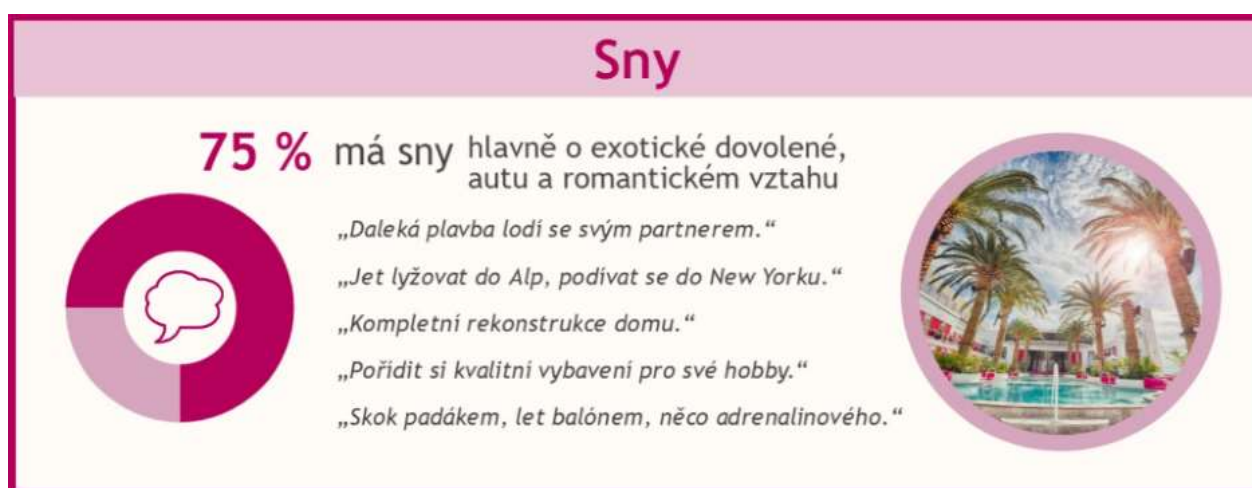 Sny
75 % má sny hlavně o exotické dovolené,
autu a romantickém vztahu
„Daleká plavba lodí se svým partnerem.“
„Jet lyžovat do Alp, podívat se do New Yorku.“
„Kompletní rekonstrukce domu.“
„Pořídit si kvalitní vybavení pro své hobby.“
„Skok padákem, let balónem, něco adrenalinového.“